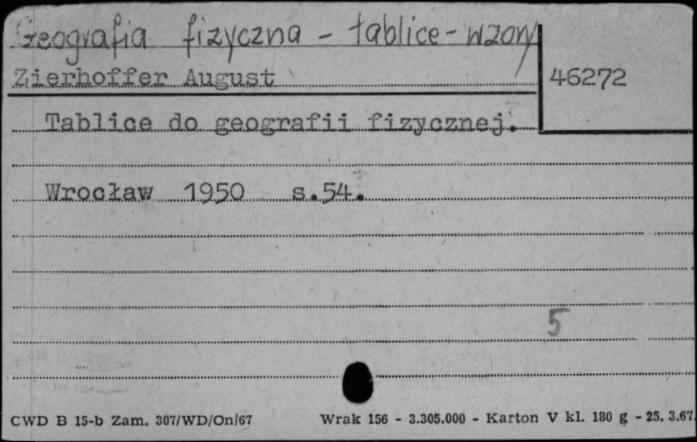 Geografia fizyczna - tablice - wzory
Zierhoffer August
46272
Tablice do geografii fizycznej.
Wrocław 1950 s.54.
5
CWD B 15-b Zam. 307/WD/On/67 Wrak 156 - 3.305.000 - Karton V kl. 180 g - 25. 3.67.